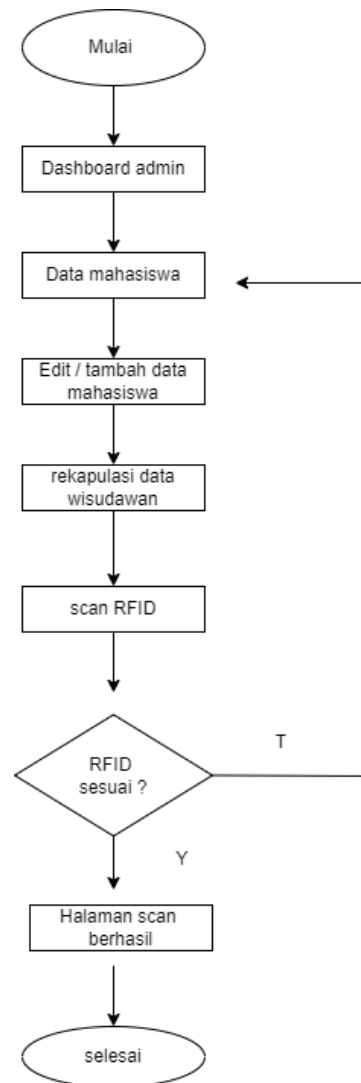 Mulai
Dashboard admin
Data mahasiswa
Edit / tambah data
mahasiswa
rekapulasi data
wisudawan
scan RFID
RFID
sesuai ?
T
Y
Halaman scan
berhasil
selesai